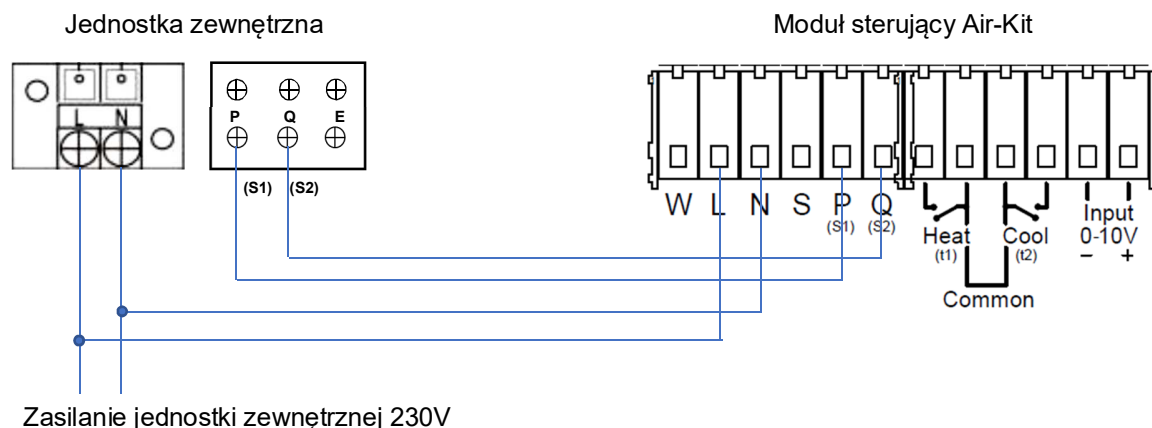 Jednostka zewnętrzna
Moduł sterujący Air-Kit
L N
P Q E
(S1) (S2)
W L N S P Q
(S1) (S2)
Heat Cool
(t1) (t2)
Common
Input
0-10V
– +
Zasilanie jednostki zewnętrznej 230V